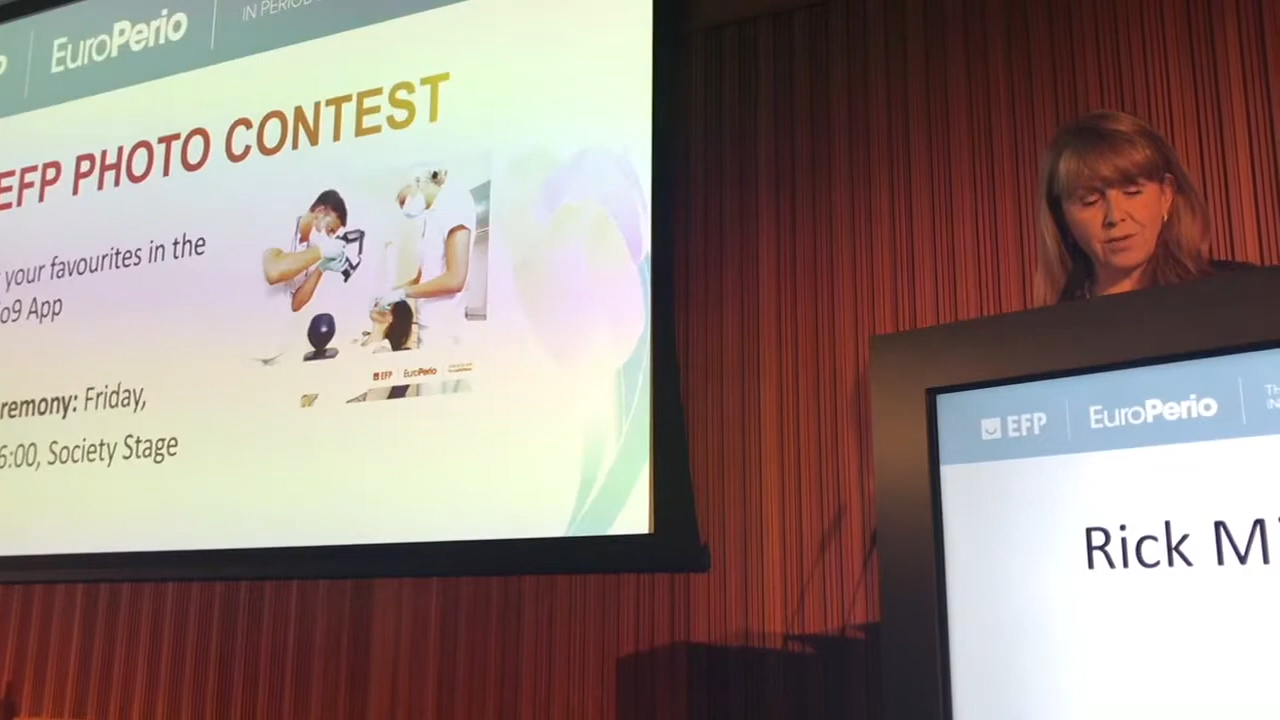 EuroPerio
IN PERIO
EFP PHOTO CONTEST
your favourites in the
o9 App
remony: Friday,
6:00, Society Stage
EFP EuroPerio
EFP EuroPerio
Rick M